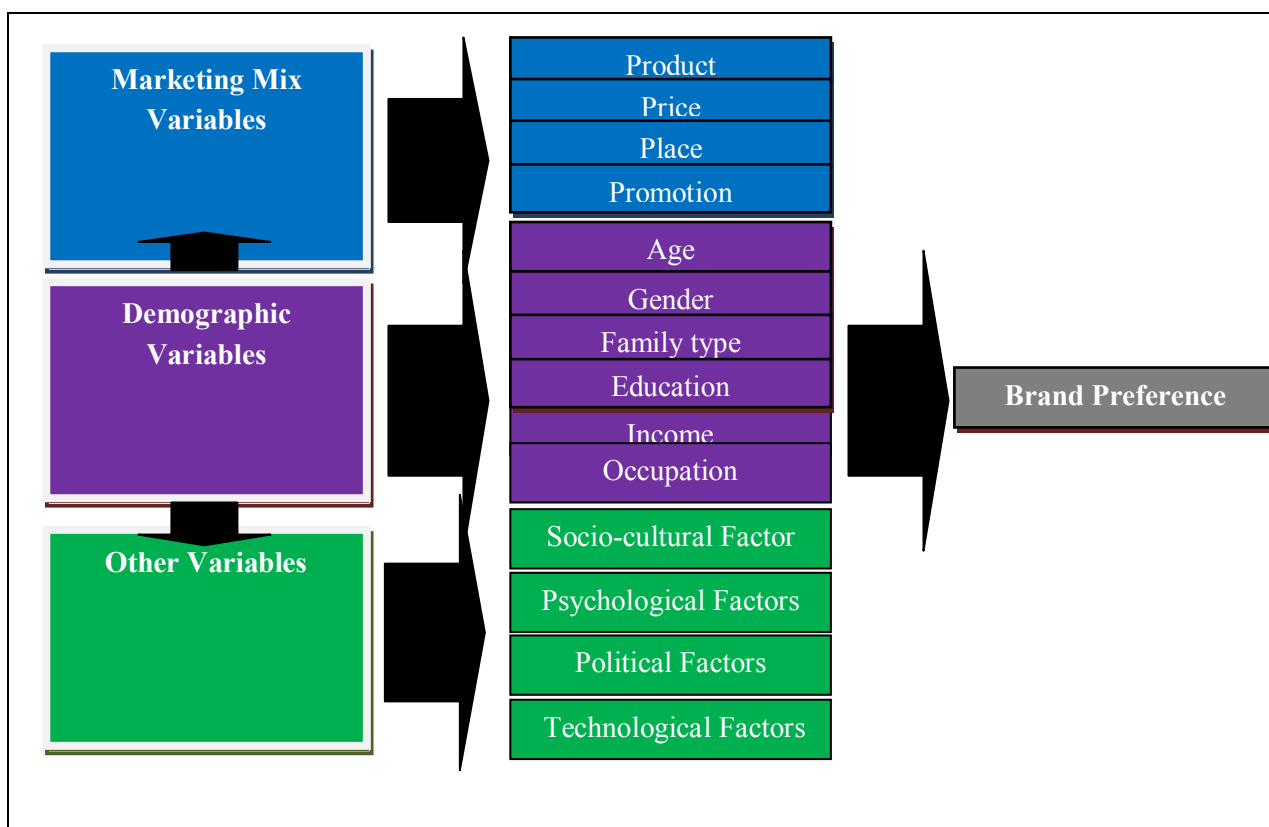 Marketing Mix
Variables
Product
Price
Place
Promotion
Demographic
Variables
Age
Gender
Family type
Education
Income
Occupation
Brand Preference
Other Variables
Socio-cultural Factor
Psychological Factors
Political Factors
Technological Factors